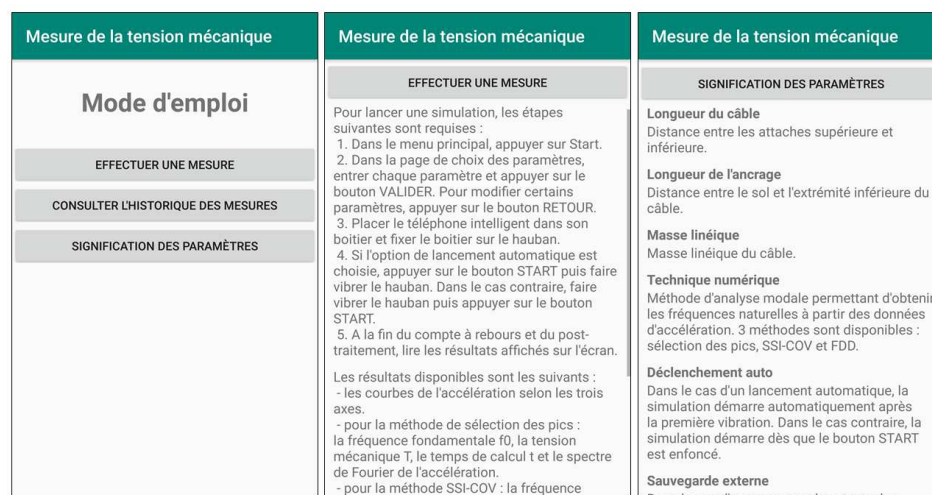 Mesure de la tension mécanique
Mode d'emploi
EFFECTUER UNE MESURE
CONSULTER L'HISTORIQUE DES MESURES
SIGNIFICATION DES PARAMÈTRES
Mesure de la tension mécanique
EFFECTUER UNE MESURE
Pour lancer une simulation, les étapes
suivantes sont requises :
1. Dans le menu principal, appuyer sur Start.
2. Dans la page de choix des paramètres,
entrer chaque paramètre et appuyer sur le
bouton VALIDER. Pour modifier certains
paramètres, appuyer sur le bouton RETOUR.
3. Placer le téléphone intelligent dans son
boitier et fixer le boitier sur le hauban.
4. Si l'option de lancement automatique est
choisie, appuyer sur le bouton START puis faire
vibrer le hauban. Dans le cas contraire, faire
vibrer le hauban puis appuyer sur le bouton
START.
5. A la fin du compte à rebours et du post-
traitement, lire les résultats affichés sur l'écran.
Les résultats disponibles sont les suivants :
- les courbes de l'accélération selon les trois
axes.
- pour la méthode de sélection des pics :
la fréquence fondamentale f0, la tension
mécanique T, le temps de calcul t et le spectre
de Fourier de l'accélération.
- pour la méthode SSI-COV : la fréquence
Mesure de la tension mécanique
SIGNIFICATION DES PARAMÈTRES
Longueur du câble
Distance entre les attaches supérieure et
inférieure.
Longueur de l'ancrage
Distance entre le sol et l'extrémité inférieure du
câble.
Masse linéique
Masse linéique du câble.
Technique numérique
Méthode d'analyse modale permettant d'obtenir
les fréquences naturelles à partir des données
d'accélération. 3 méthodes sont disponibles :
sélection des pics, SSI-COV et FDD.
Déclenchement auto
Dans le cas d'un lancement automatique, la
simulation démarre automatiquement après
la première vibration. Dans le cas contraire, la
simulation démarre dès que le bouton START
est enfoncé.
Sauvegarde externe